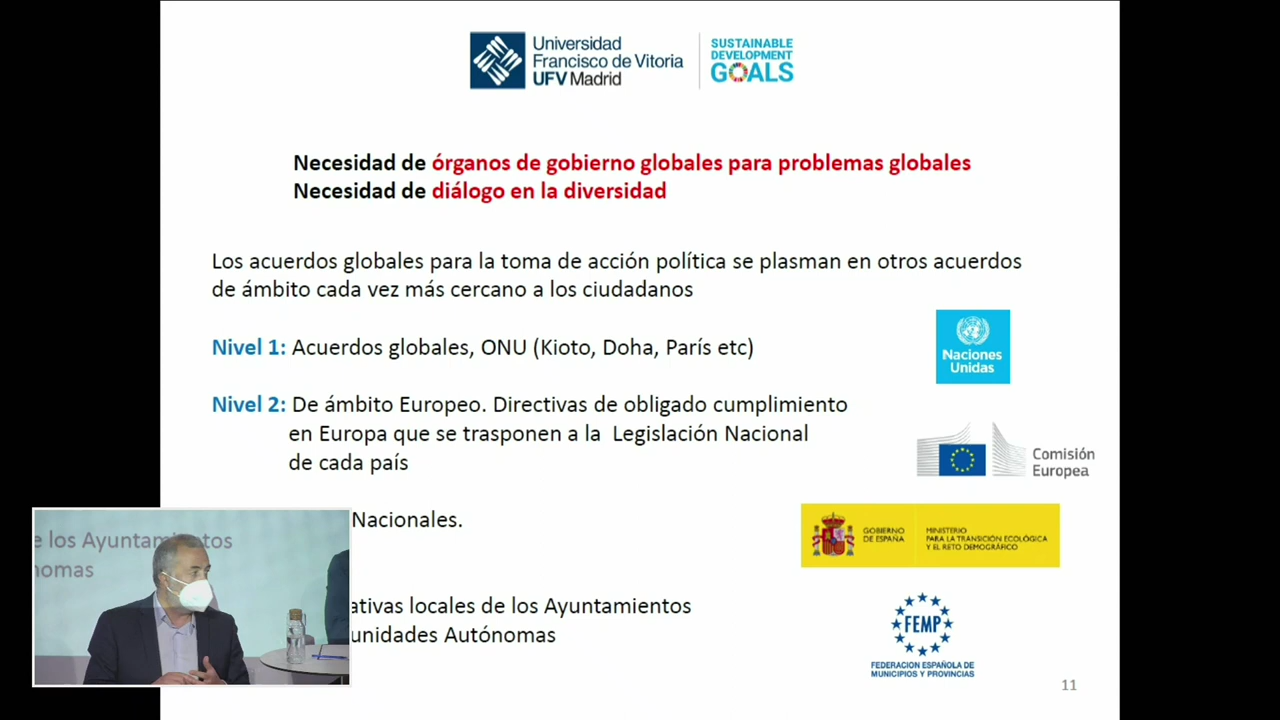 Universidad
Francisco de Vitoria
UFV Madrid
SUSTAINABLE
DEVELOPMENT
GOALS
Necesidad de órganos de gobierno globales para problemas globales
Necesidad de diálogo en la diversidad
Los acuerdos globales para la toma de acción política se plasman en otros acuerdos
de ámbito cada vez más cercano a los ciudadanos
Nivel 1: Acuerdos globales, ONU (Kioto, Doha, París etc)
Naciones
Unidas
Nivel 2: De ámbito Europeo. Directivas de obligado cumplimiento
en Europa que se trasponen a la Legislación Nacional
de cada país
Comisión
Europea
Nacionales.
GOBIERNO
DE ESPAÑA
MINISTERIO
PARA LA TRANSICIÓN ECOLÓGICA
Y EL RETO DEMOGRÁFICO
e los Ayuntamientos
nomas
ativas locales de los Ayuntamientos
unidades Autónomas
FEMP
FEDERACION ESPAÑOLA DE
MUNICIPIOS Y PROVINCIAS
11